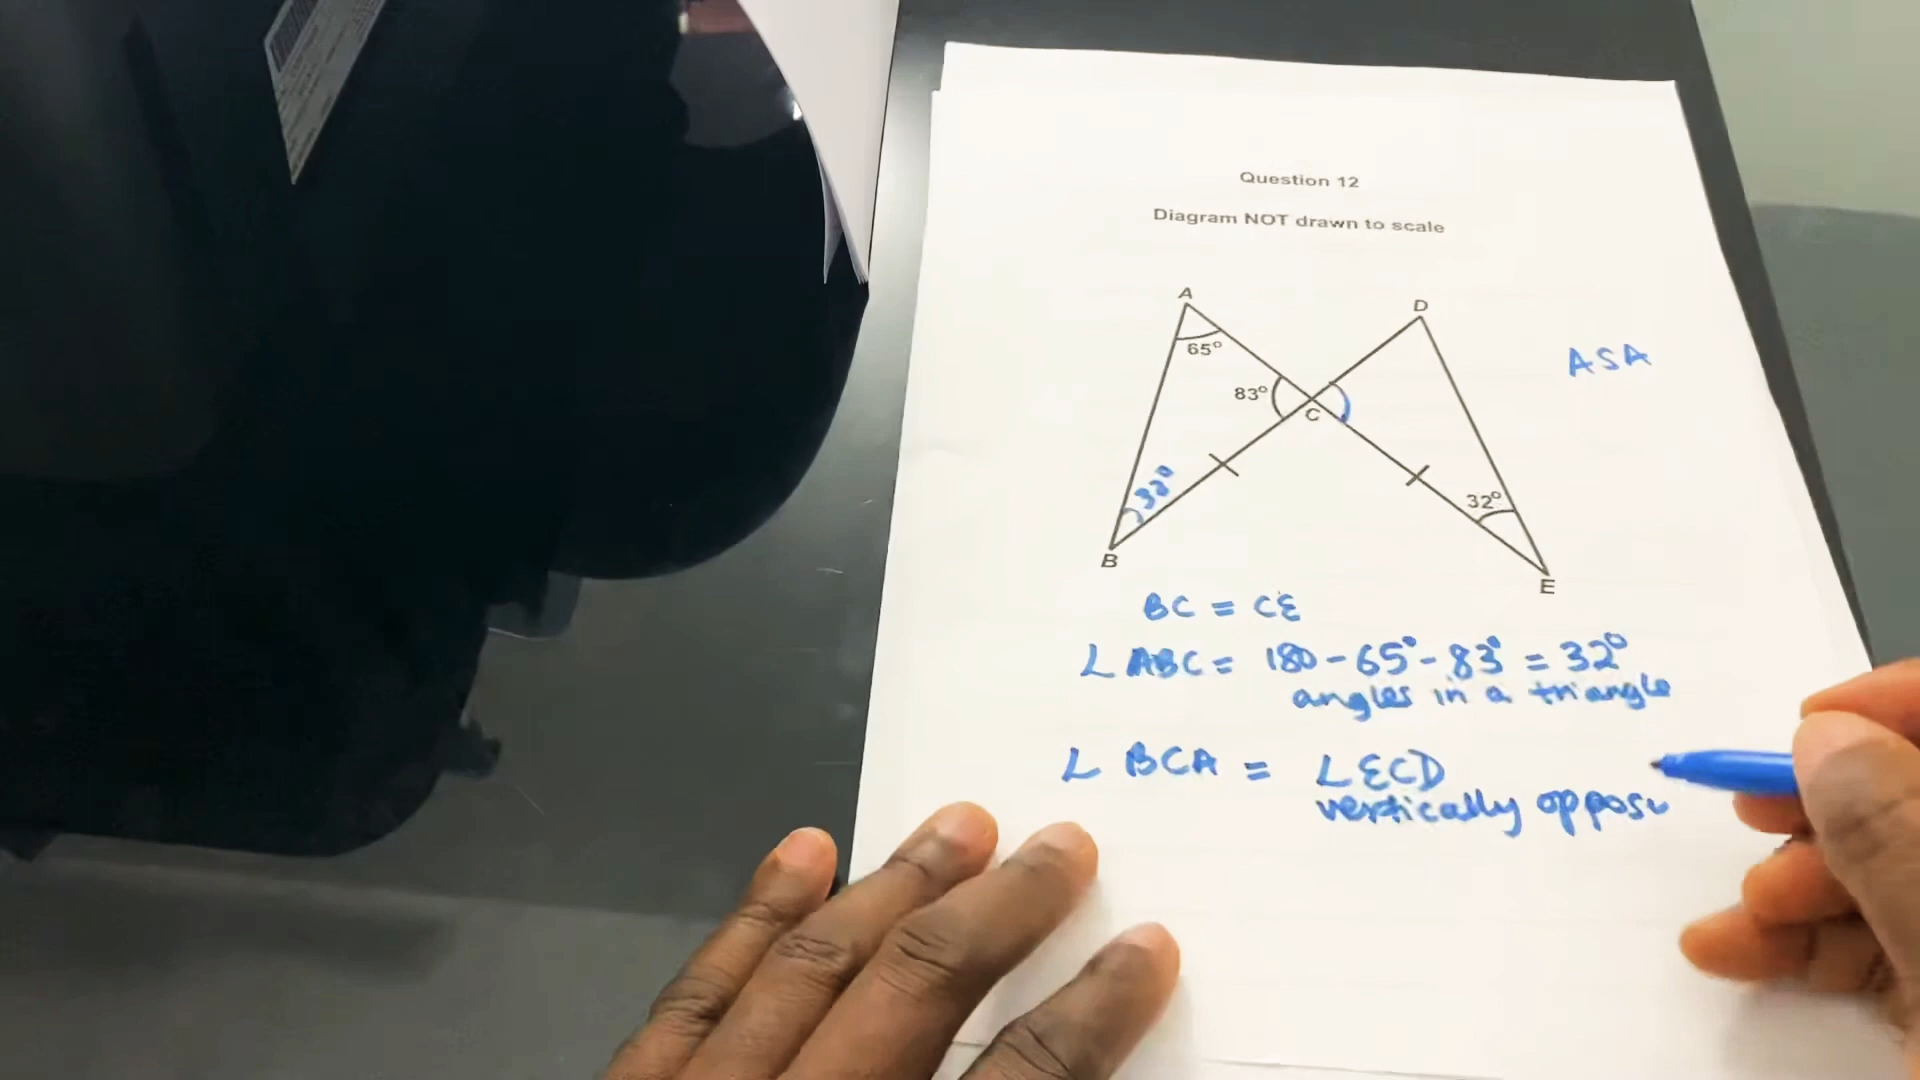 Question 12
Diagram NOT drawn to scale
A
D
65°
ASA
83°
C
32°
32°
B
E
BC = CE
∠ ABC = 180 - 65° - 83° = 32°
angles in a triangle
∠ BCA = ∠ ECD
vertically opposi